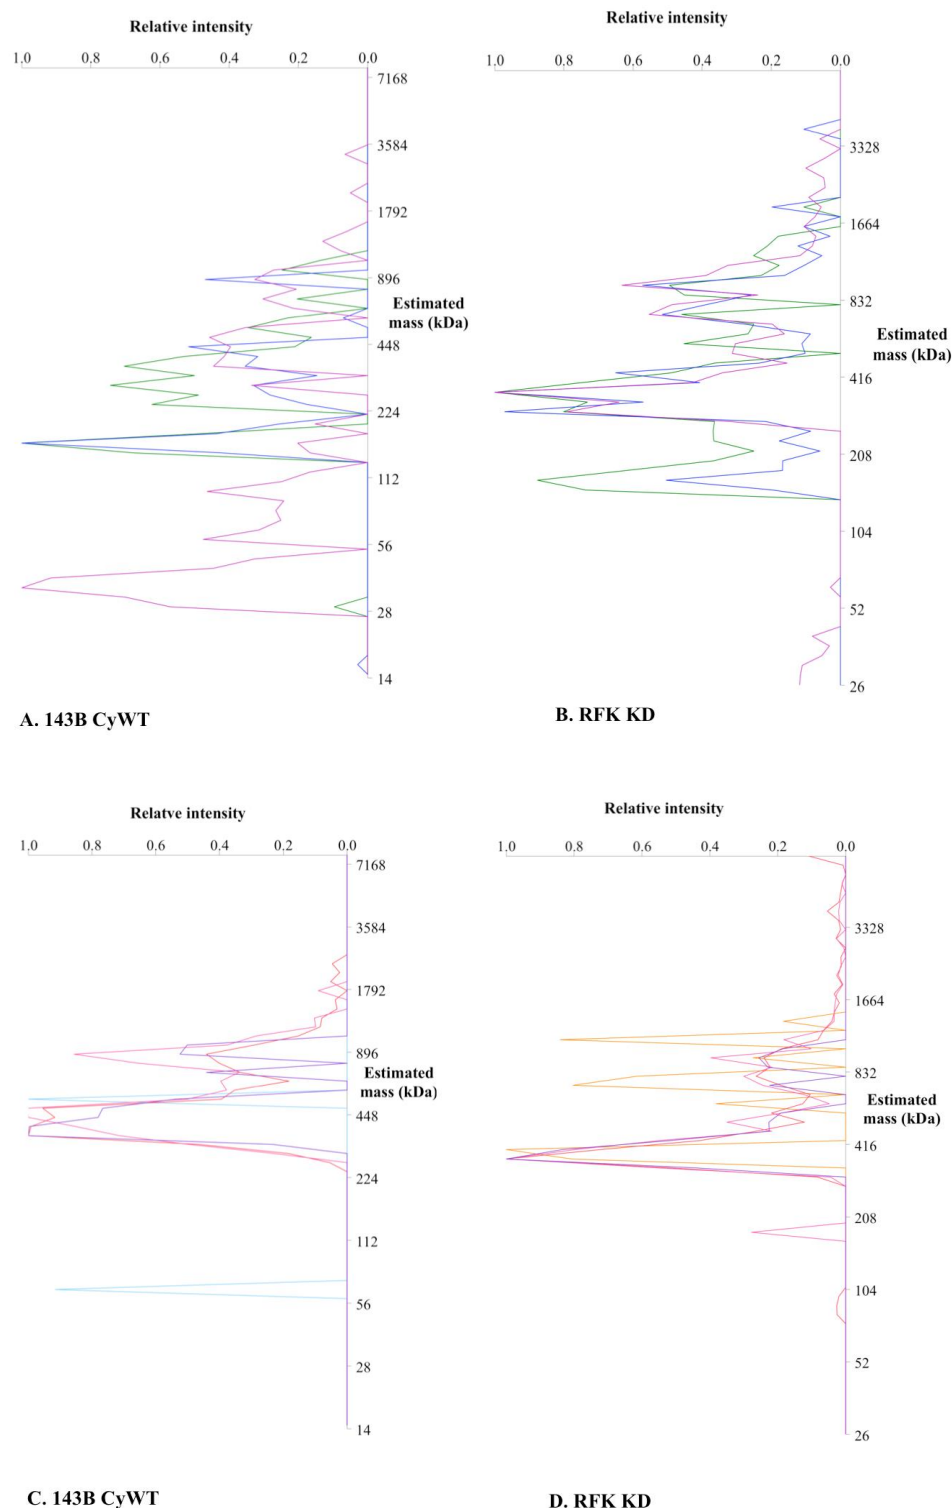 Relative intensity
1.0 0,8 0,6 0,4 0,2 0.0
7168
3584
1792
896
Estimated
mass (kDa)
448
224
112
56
28
14
A. 143B CyWT
Relative intensity
1.0 0,8 0,6 0,4 0,2 0.0
3328
1664
832
Estimated
mass (kDa)
416
208
104
52
26
B. RFK KD
Relatve intensity
1.0 0,8 0,6 0,4 0,2 0.0
7168
3584
1792
896
Estimated
mass (kDa)
448
224
112
56
28
14
C. 143B CyWT
Relative intensity
1.0 0,8 0,6 0,4 0,2 0.0
3328
1664
832
Estimated
mass (kDa)
416
208
104
52
26
D. RFK KD